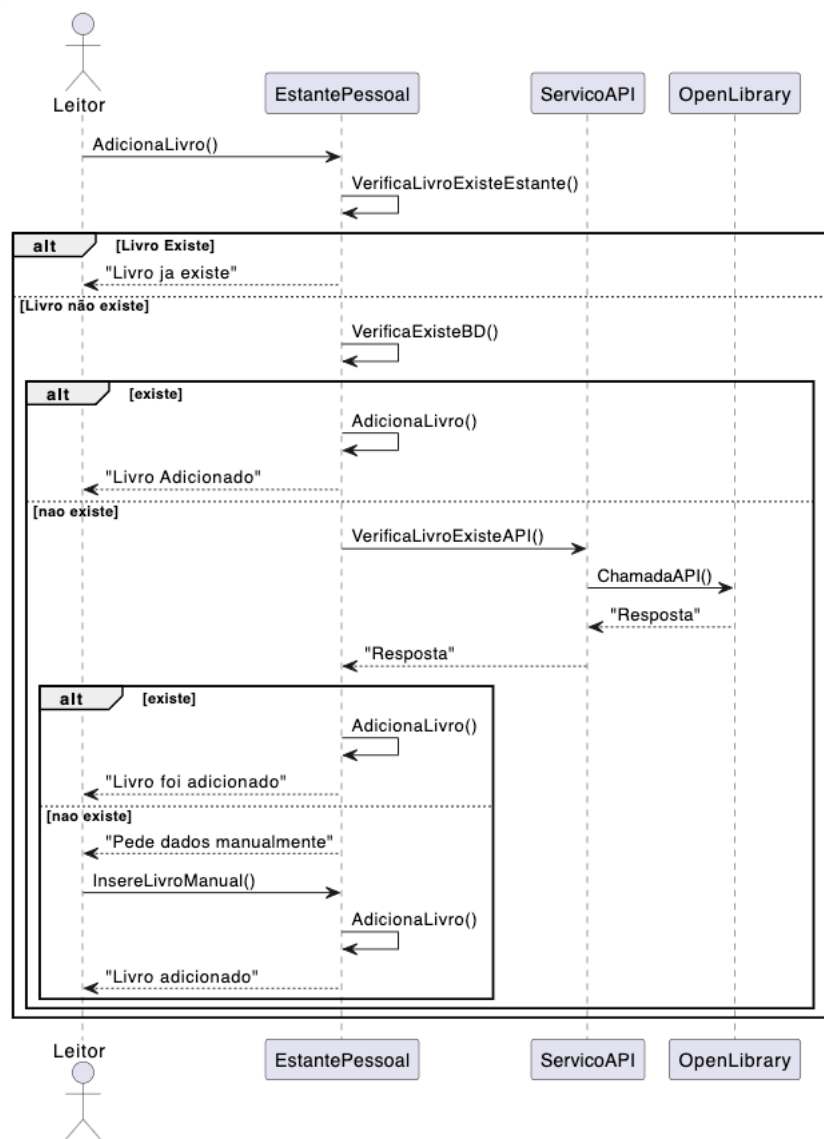 Leitor
EstantePessoal
ServicoAPI
OpenLibrary
AdicionaLivro()
VerificaLivroExisteEstante()
alt
[Livro Existe]
"Livro ja existe"
[Livro não existe]
VerificaExisteBD()
alt
[existe]
AdicionaLivro()
"Livro Adicionado"
[nao existe]
VerificaLivroExisteAPI()
ChamadaAPI()
"Resposta"
"Resposta"
alt
[existe]
AdicionaLivro()
"Livro foi adicionado"
[nao existe]
"Pede dados manualmente"
InsereLivroManual()
AdicionaLivro()
"Livro adicionado"
Leitor
EstantePessoal
ServicoAPI
OpenLibrary